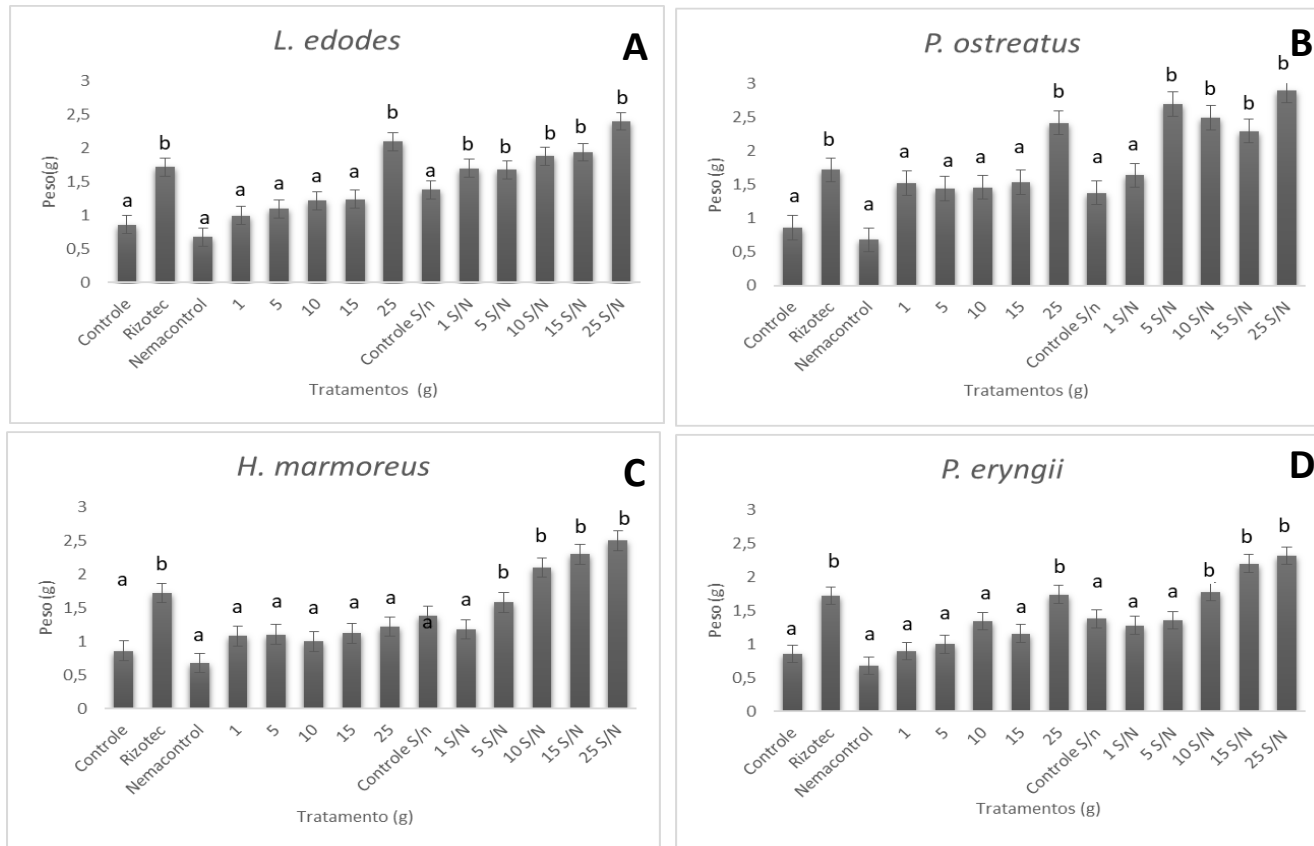 L. edodes
A
3
2,5
2
1,5
1
0,5
0
Peso(g)
a b a a a a a b a b b b b b
Controle Rizotec Nemacontrol 1 5 10 15 25 Controle S/n 1 S/N 5 S/N 10 S/N 15 S/N 25 S/N
Tratamentos (g)
P. ostreatus
B
3
2,5
2
1,5
1
0,5
0
Peso (g)
a b a a a a a b a a b b b b
Controle Rizotec Nemacontrol 1 5 10 15 25 Controle S/n 1 S/N 5 S/N 10 S/N 15 S/N 25 S/N
Tratamentos (g)
H. marmoreus
C
3
2,5
2
1,5
1
0,5
0
Peso (g)
a b a a a a a a a a b b b b
Controle Rizotec Nemacontrol 1 5 10 15 25 Controle S/n 1 S/N 5 S/N 10 S/N 15 S/N 25 S/N
Tratamento (g)
P. eryngii
D
3
2,5
2
1,5
1
0,5
0
Peso (g)
a b a a a a a b a a a b b b
Controle Rizotec Nemacontrol 1 5 10 15 25 Controle S/n 1 S/N 5 S/N 10 S/N 15 S/N 25 S/N
Tratamentos (g)